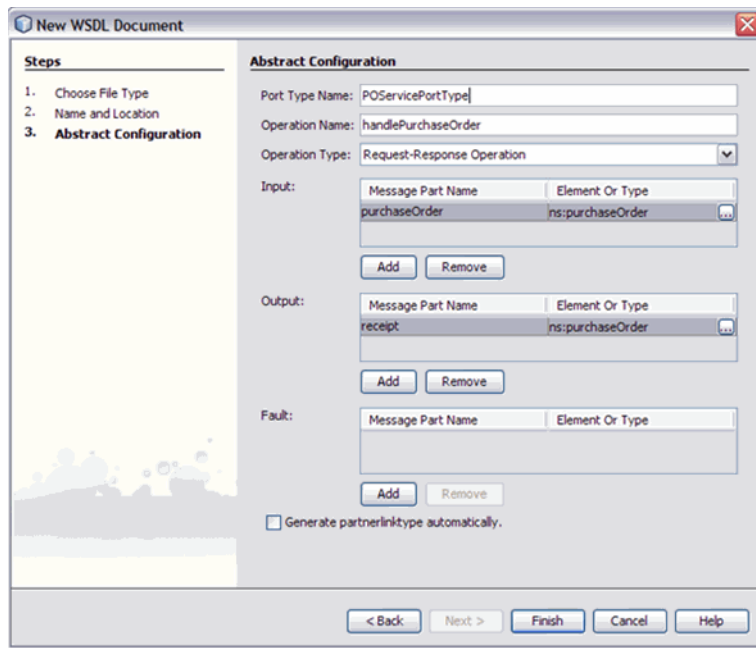 New WSDL Document
Steps
1. Choose File Type
2. Name and Location
3. Abstract Configuration
Abstract Configuration
Port Type Name: POServicePortType
Operation Name: handlePurchaseOrder
Operation Type: Request-Response Operation
Input:
Message Part Name Element Or Type
purchaseOrder ns:purchaseOrder ...
Add Remove
Output:
Message Part Name Element Or Type
receipt ns:purchaseOrder ...
Add Remove
Fault:
Message Part Name Element Or Type
Add Remove
Generate partnerlinktype automatically.
< Back Next > Finish Cancel Help